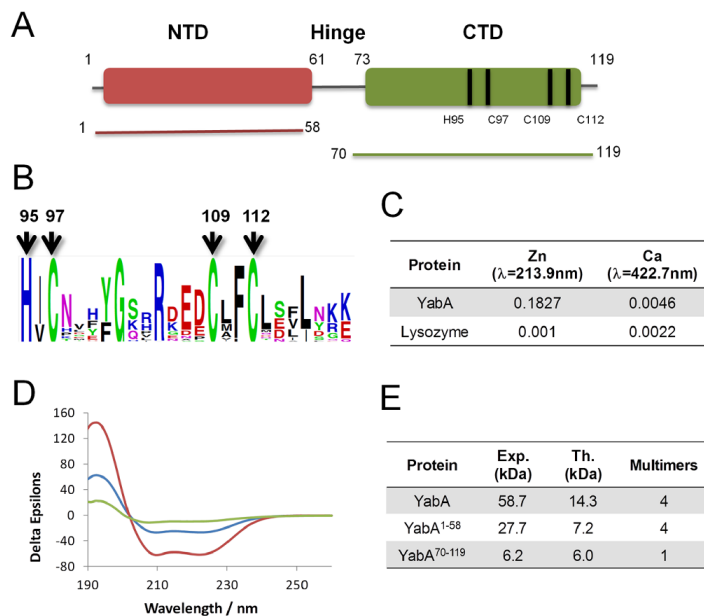 A
NTD Hinge CTD
1 61 73 119
H95 C97 C109 C112
1 58
70 119
B
95 97 109 112
C
Protein Zn (λ=213.9nm) Ca (λ=422.7nm)
YabA 0.1827 0.0046
Lysozyme 0.001 0.0022
D
160
120
80
40
0
-40
-80
190 210 230 250
Delta Epsilons
Wavelength / nm
E
Protein Exp. (kDa) Th. (kDa) Multimers
YabA 58.7 14.3 4
YabA1-58 27.7 7.2 4
YabA70-119 6.2 6.0 1